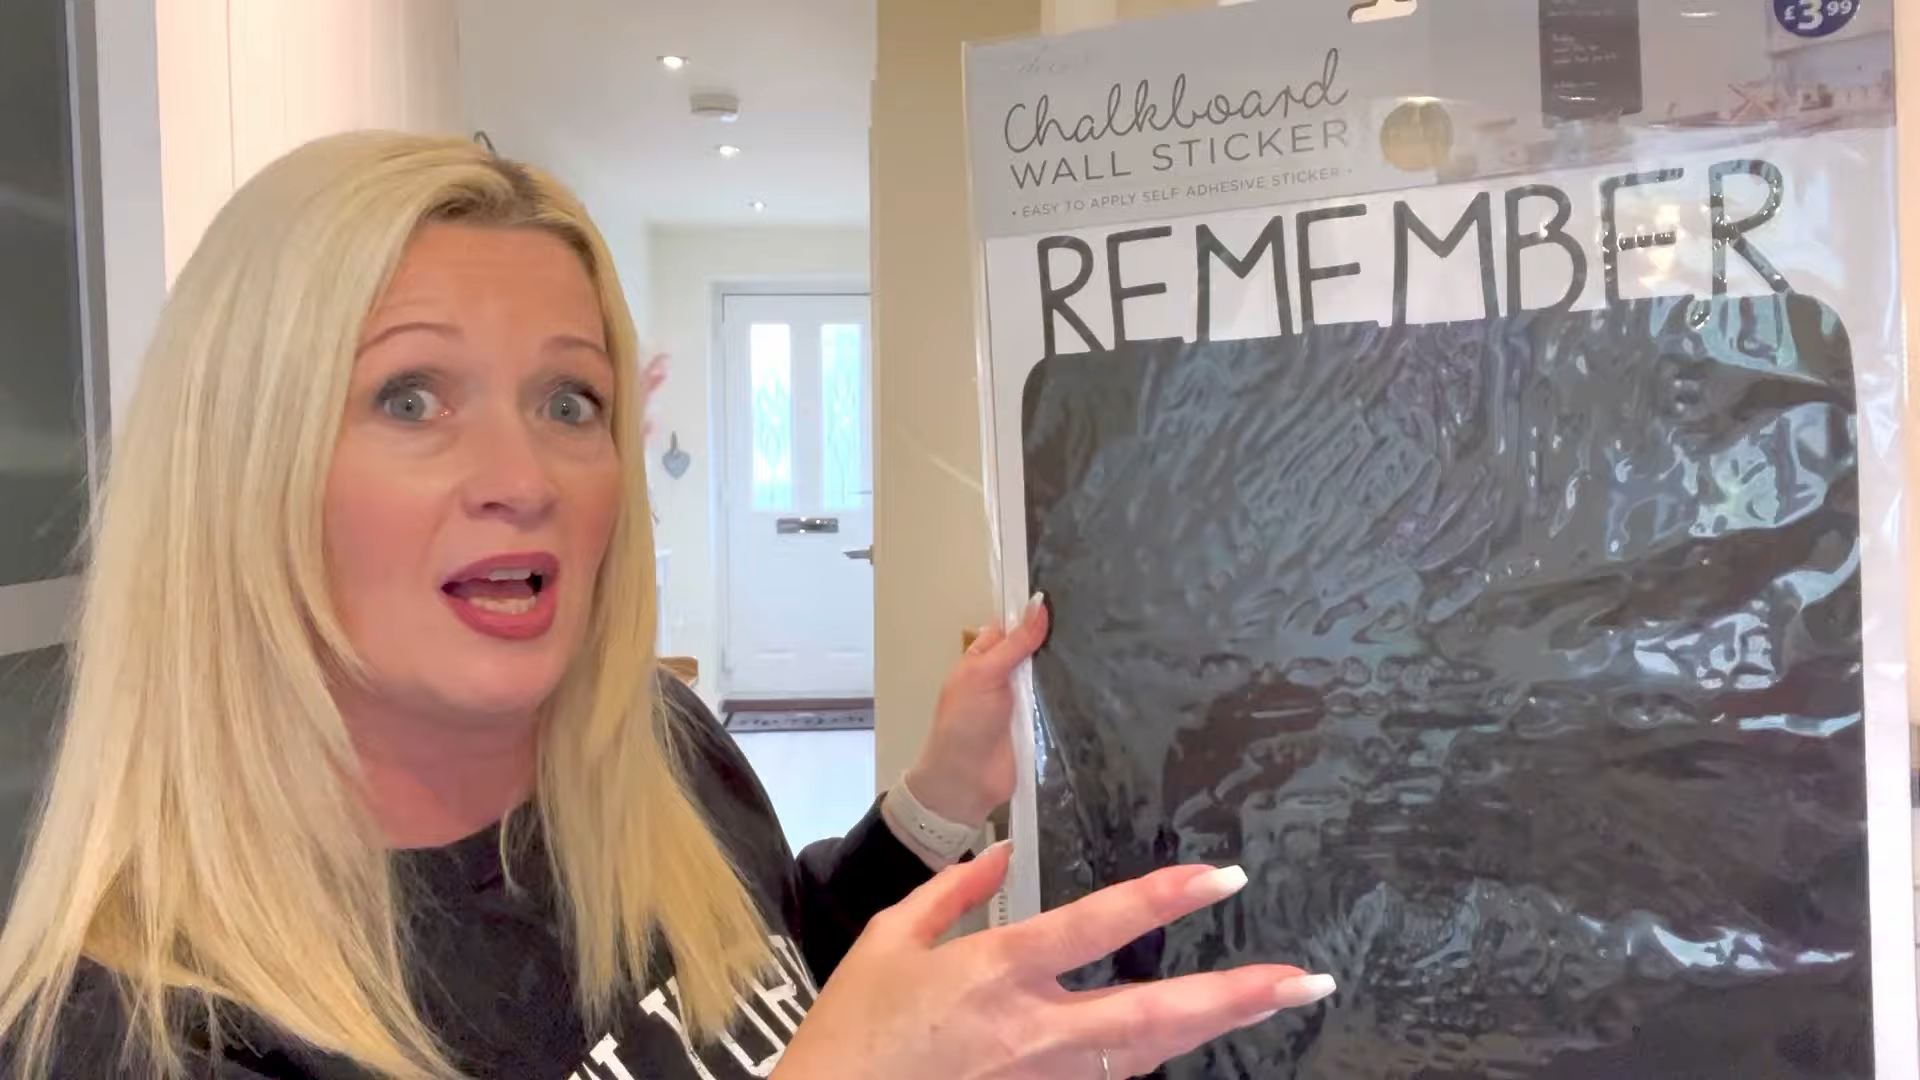 £3.99
Chalkboard
WALL STICKER
• EASY TO APPLY SELF ADHESIVE STICKER •
REMEMBER